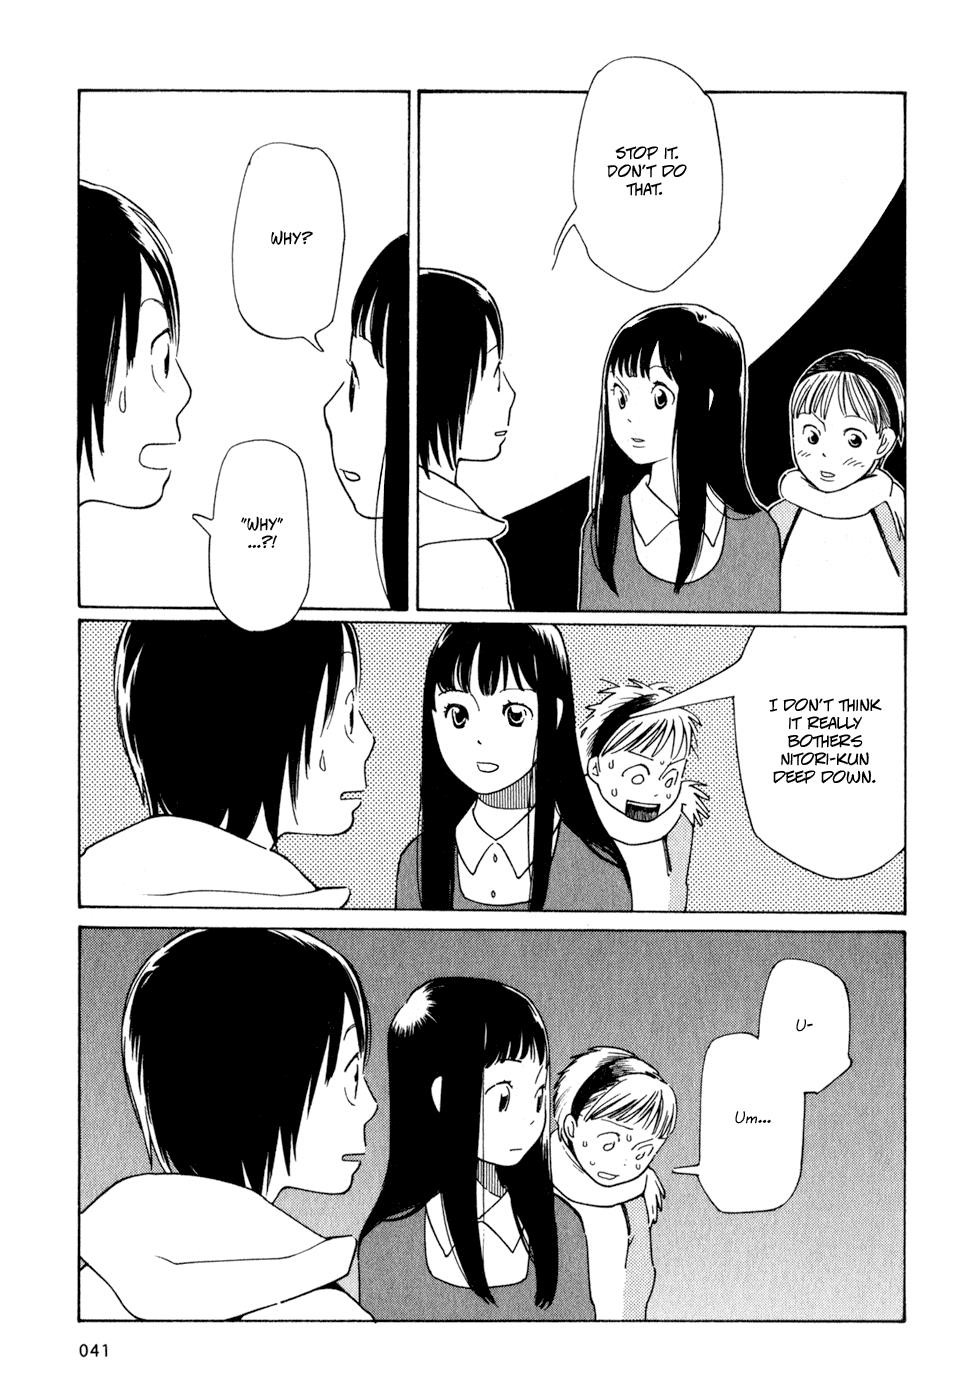 STOP IT.
DON'T DO
THAT.
WHY?
"WHY"
...?!
I DON'T THINK
IT REALLY
BOTHERS
NITORI-KUN
DEEP DOWN.
U-
Um...
041